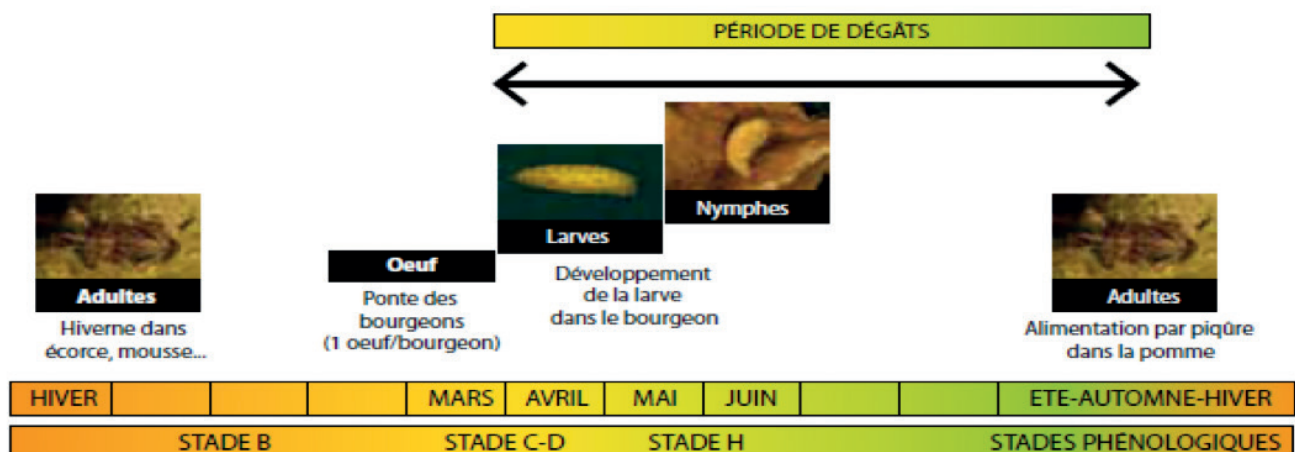 PÉRIODE DE DÉGÂTS
Nymphes
Larves
Oeuf
Adultes
Adultes
Développement
de la larve
dans le bourgeon
Ponte des
bourgeons
(1 oeuf/bourgeon)
Hiverne dans
écorce, mousse...
Alimentation par piqûre
dans la pomme
HIVER MARS AVRIL MAI JUIN ETE-AUTOMNE-HIVER
STADE B STADE C-D STADE H STADES PHÉNOLOGIQUES